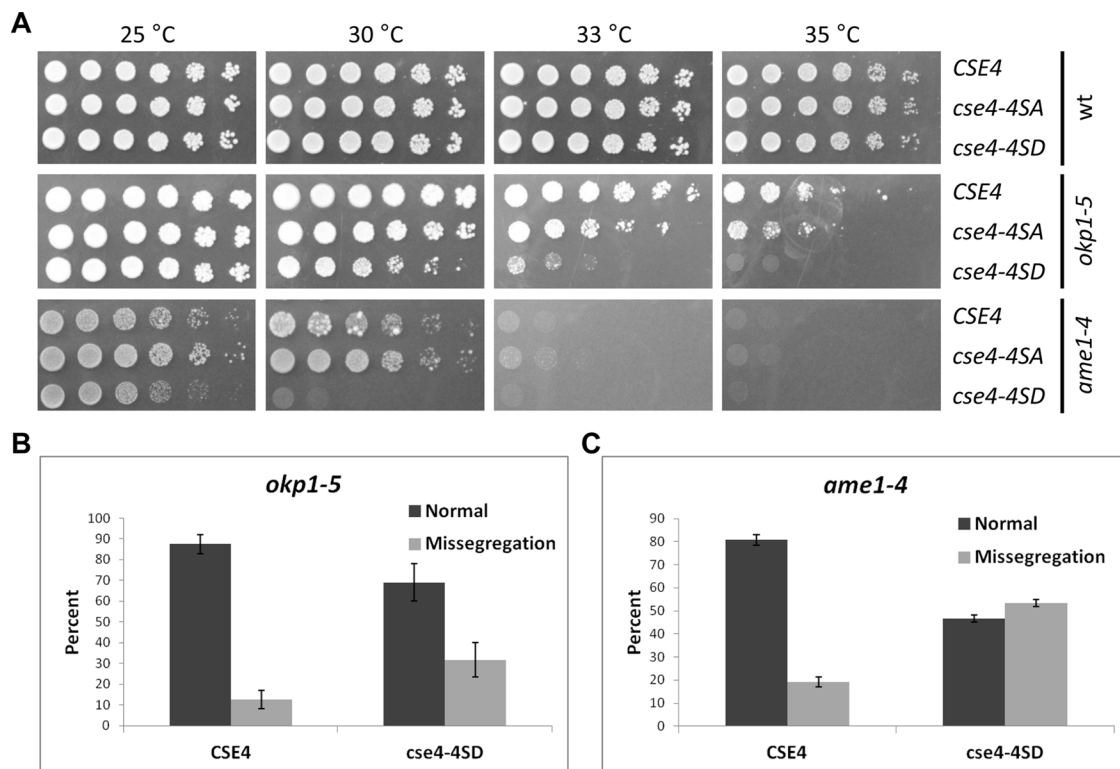 A
25 °C 30 °C 33 °C 35 °C
CSE4
cse4-4SA
cse4-4SD
wt
CSE4
cse4-4SA
cse4-4SD
okp1-5
CSE4
cse4-4SA
cse4-4SD
ame1-4
B
okp1-5
Normal
Missegregation
Percent
100
90
80
70
60
50
40
30
20
10
0
CSE4 cse4-4SD
C
ame1-4
Normal
Missegregation
Percent
90
80
70
60
50
40
30
20
10
0
CSE4 cse4-4SD